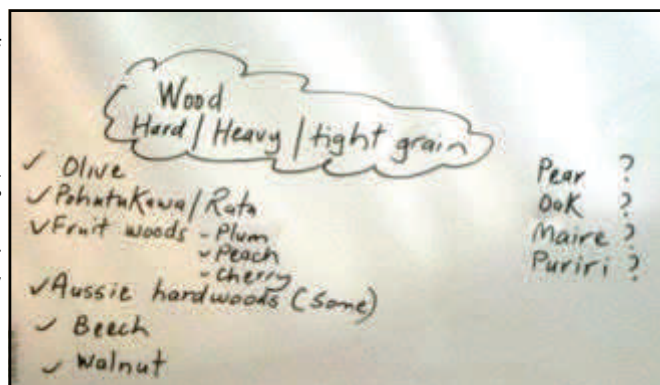 Wood
Hard / Heavy / tight grain
✓ Olive
✓ Pohutukawa / Rata
✓ Fruit woods - Plum
✓ - Peach
- Cherry
✓ Aussie hardwoods (Some)
✓ Beech
✓ Walnut
Pear ?
Oak ?
Maire ?
Puriri ?